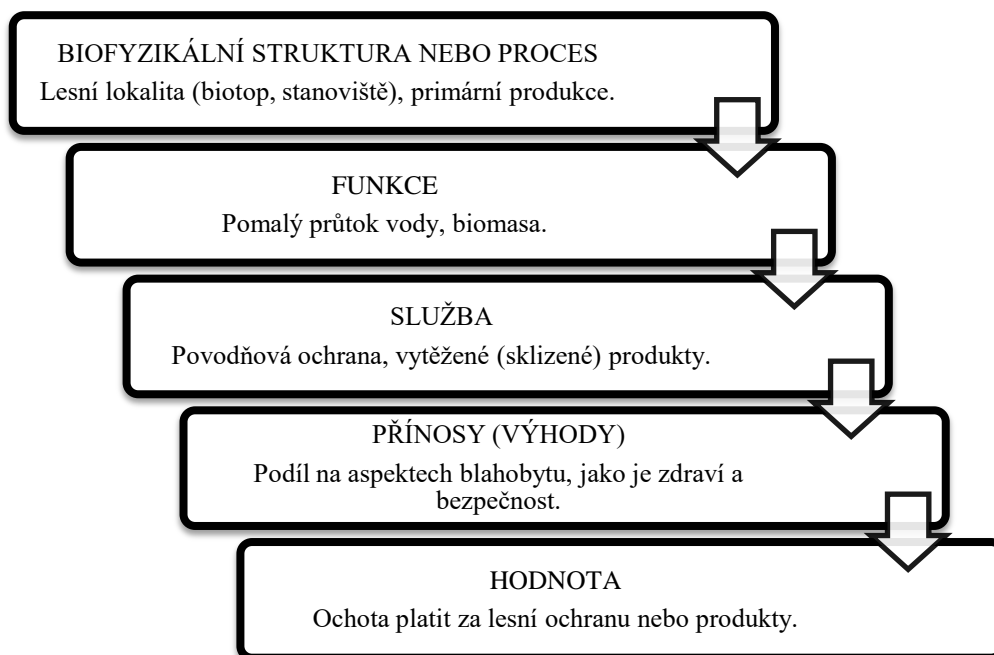 BIOFYZIKÁLNÍ STRUKTURA NEBO PROCES
Lesní lokalita (biotop, stanoviště), primární produkce.
FUNKCE
Pomalý průtok vody, biomasa.
SLUŽBA
Povodňová ochrana, vytěžené (sklizené) produkty.
PŘÍNOSY (VÝHODY)
Podíl na aspektech blahobytu, jako je zdraví a
bezpečnost.
HODNOTA
Ochota platit za lesní ochranu nebo produkty.